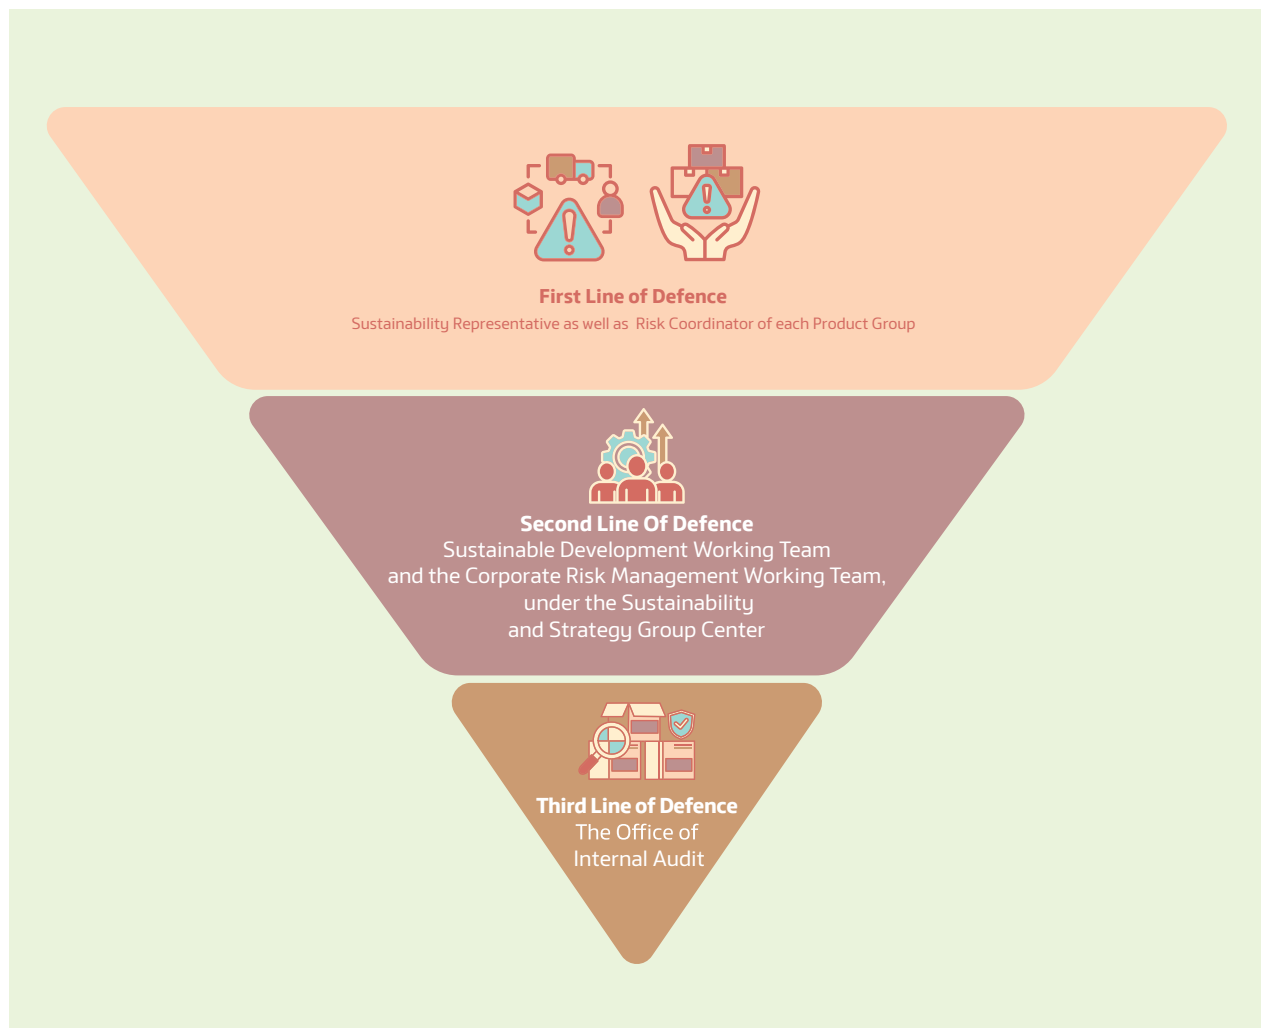 First Line of Defence
Sustainability Representative as well as Risk Coordinator of each Product Group
Second Line Of Defence
Sustainable Development Working Team
and the Corporate Risk Management Working Team,
under the Sustainability
and Strategy Group Center
Third Line of Defence
The Office of
Internal Audit